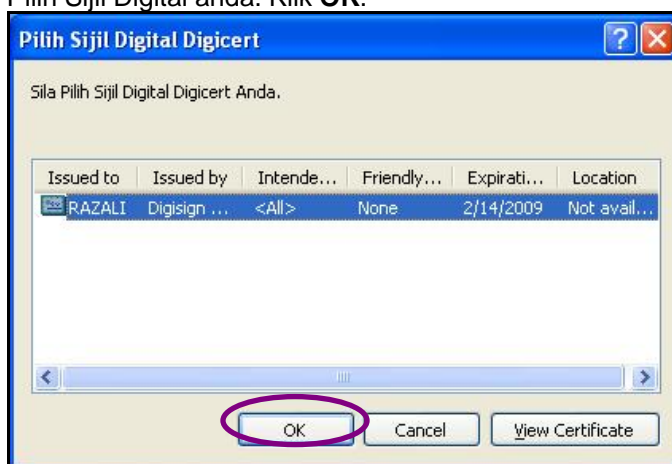 Pilih Sijil Digital anda. Klik OK.
Pilih Sijil Digital Digicert
Sila Pilih Sijil Digital Digicert Anda.
Issued to Issued by Intende... Friendly... Expirati... Location
RAZALI Digisign ... <All> None 2/14/2009 Not avail...
OK Cancel View Certificate